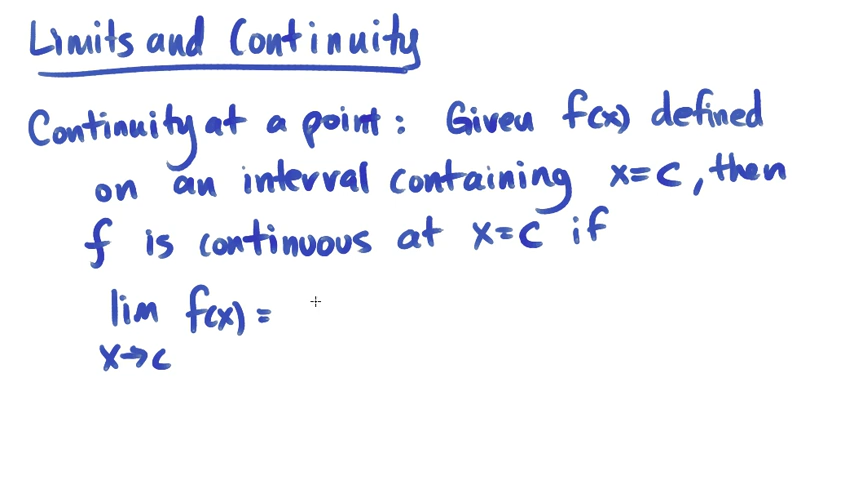 Limits and Continuity
Continuity at a point: Given f(x) defined
on an interval containing x=c, then
f is continuous at x=c if
lim f(x) =
x→c